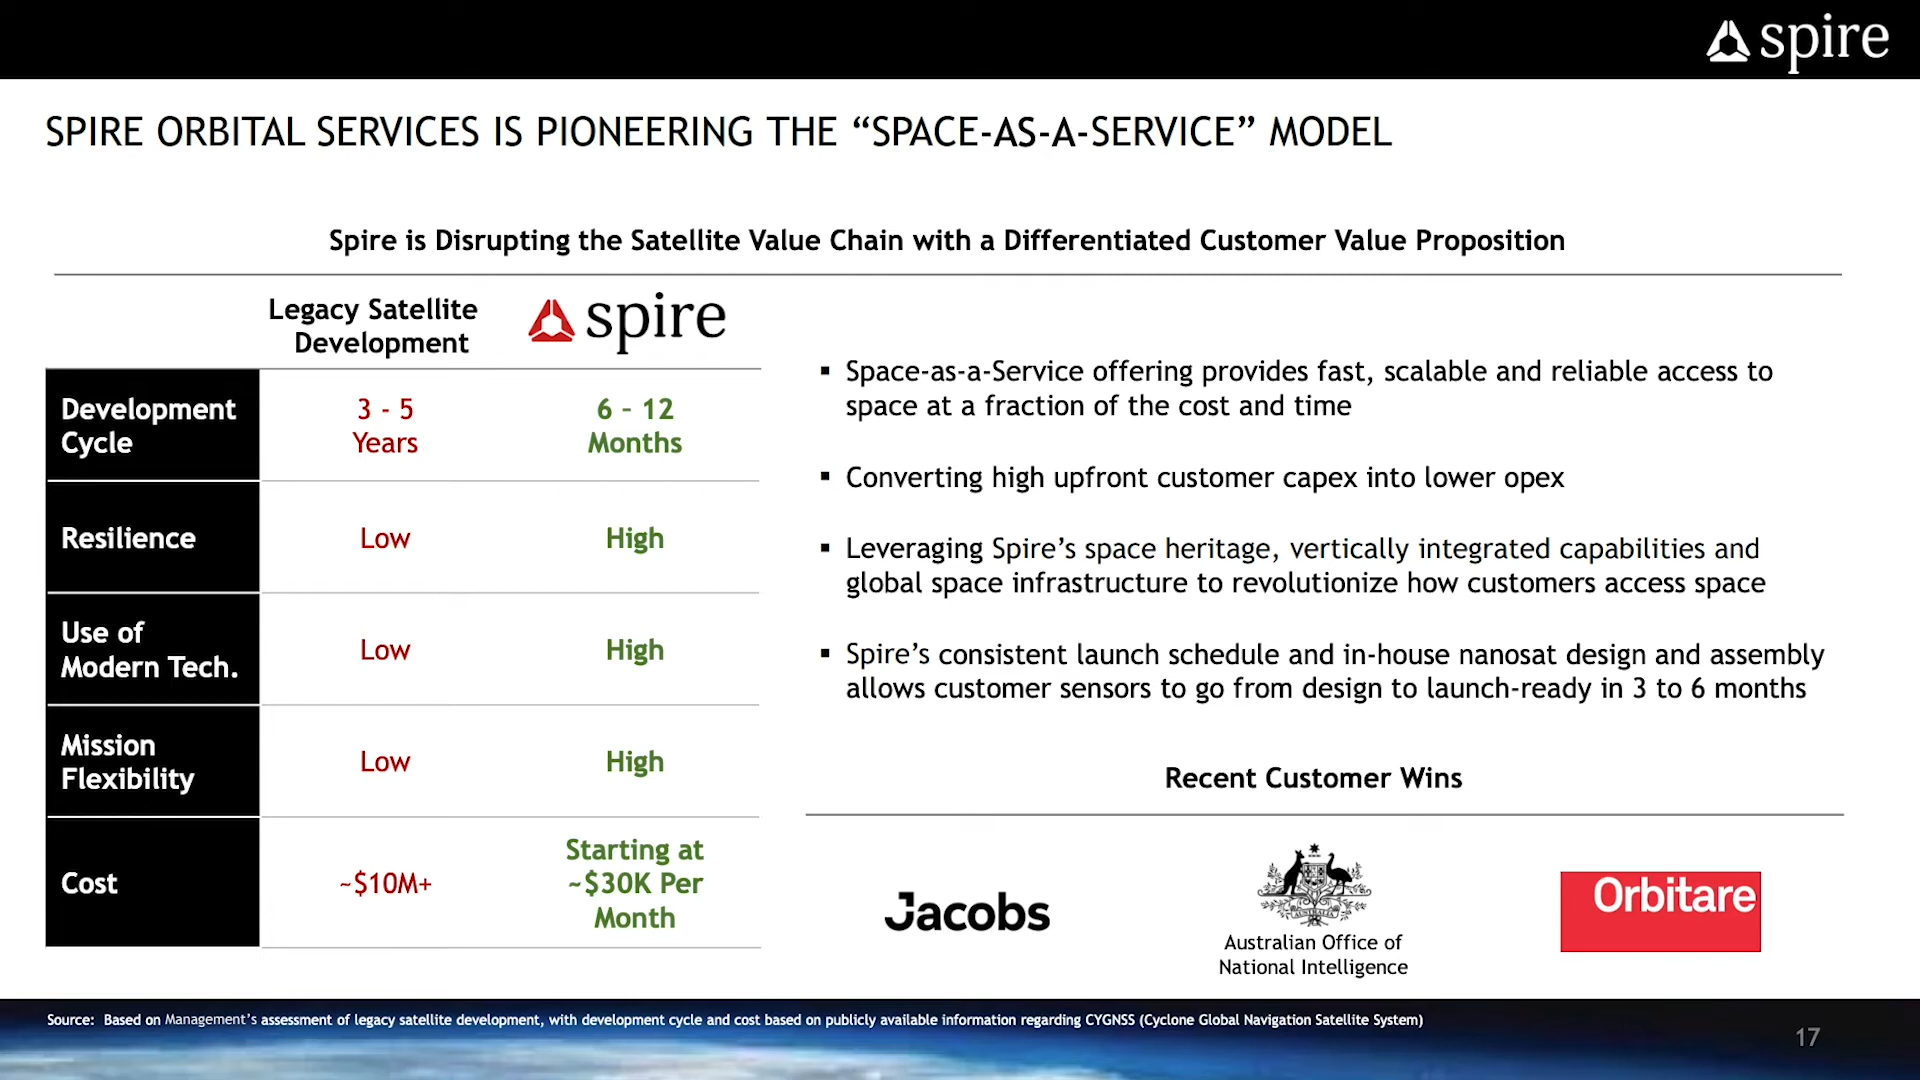 spire
SPIRE ORBITAL SERVICES IS PIONEERING THE “SPACE-AS-A-SERVICE” MODEL
Spire is Disrupting the Satellite Value Chain with a Differentiated Customer Value Proposition
Legacy Satellite
Development
spire
Development
Cycle
3 - 5
Years
6 – 12
Months
Resilience
Low
High
Use of
Modern Tech.
Low
High
Mission
Flexibility
Low
High
Cost
~$10M+
Starting at
~$30K Per
Month
▪ Space-as-a-Service offering provides fast, scalable and reliable access to
space at a fraction of the cost and time
▪ Converting high upfront customer capex into lower opex
▪ Leveraging Spire’s space heritage, vertically integrated capabilities and
global space infrastructure to revolutionize how customers access space
▪ Spire’s consistent launch schedule and in-house nanosat design and assembly
allows customer sensors to go from design to launch-ready in 3 to 6 months
Recent Customer Wins
Jacobs
AUSTRALIA
Australian Office of
National Intelligence
Orbitare
Source: Based on Management’s assessment of legacy satellite development, with development cycle and cost based on publicly available information regarding CYGNSS (Cyclone Global Navigation Satellite System)
17